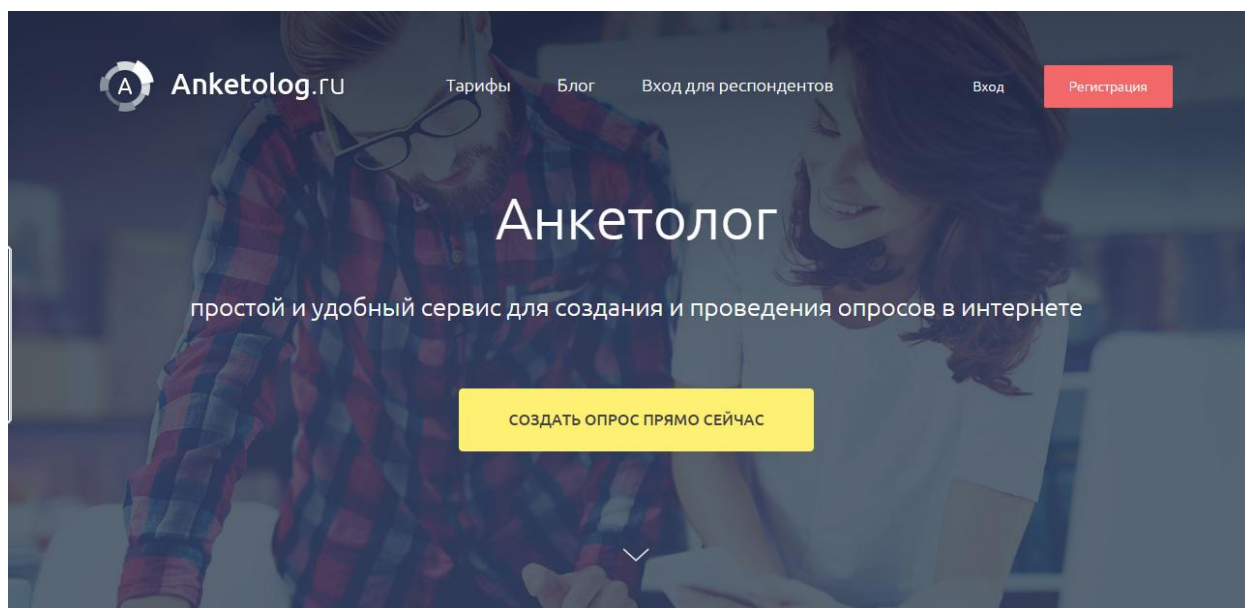 A Anketolog.ru
Тарифы Блог Вход для респондентов
Вход Регистрация
Анкетолог
простой и удобный сервис для создания и проведения опросов в интернете
СОЗДАТЬ ОПРОС ПРЯМО СЕЙЧАС